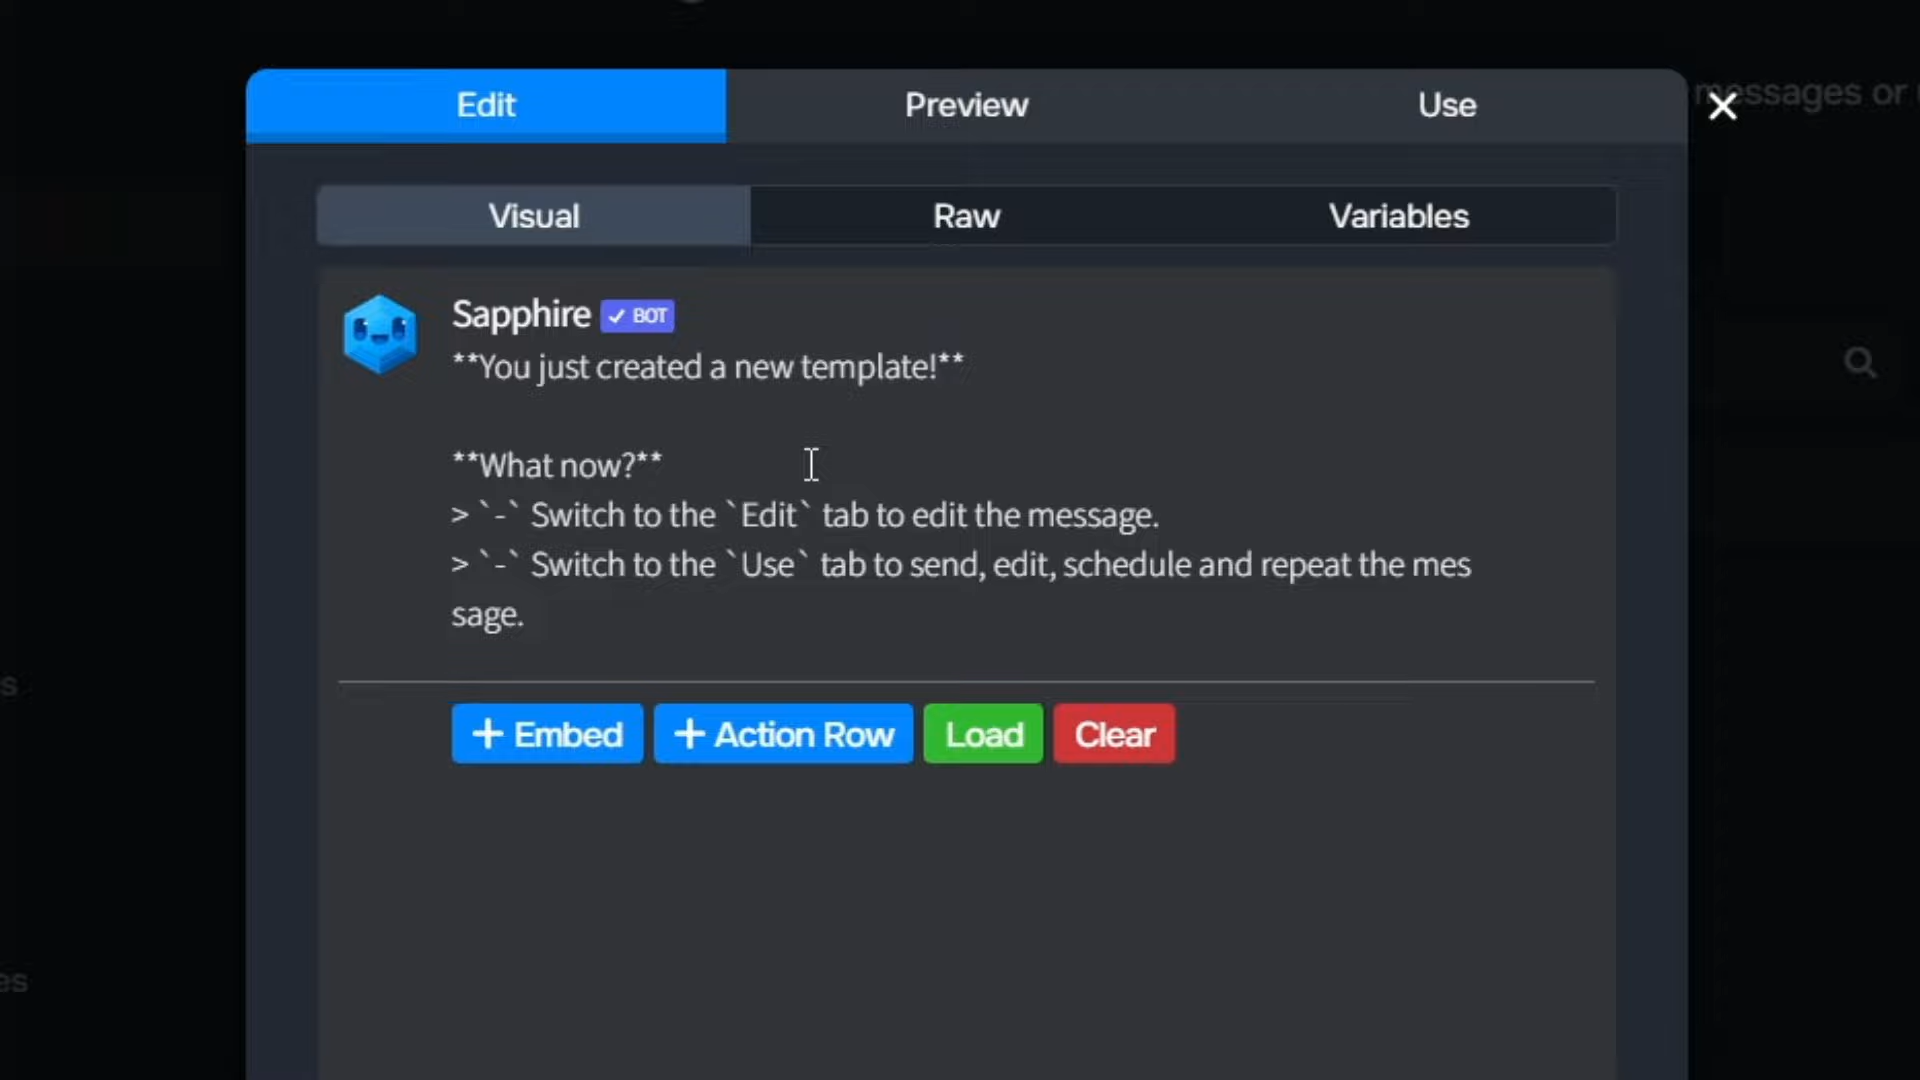 Edit Preview Use
messages or
Visual Raw Variables
Sapphire ✓ BOT
**You just created a new template!**
**What now?**
> `-` Switch to the `Edit` tab to edit the message.
> `-` Switch to the `Use` tab to send, edit, schedule and repeat the mes
sage.
+ Embed + Action Row Load Clear